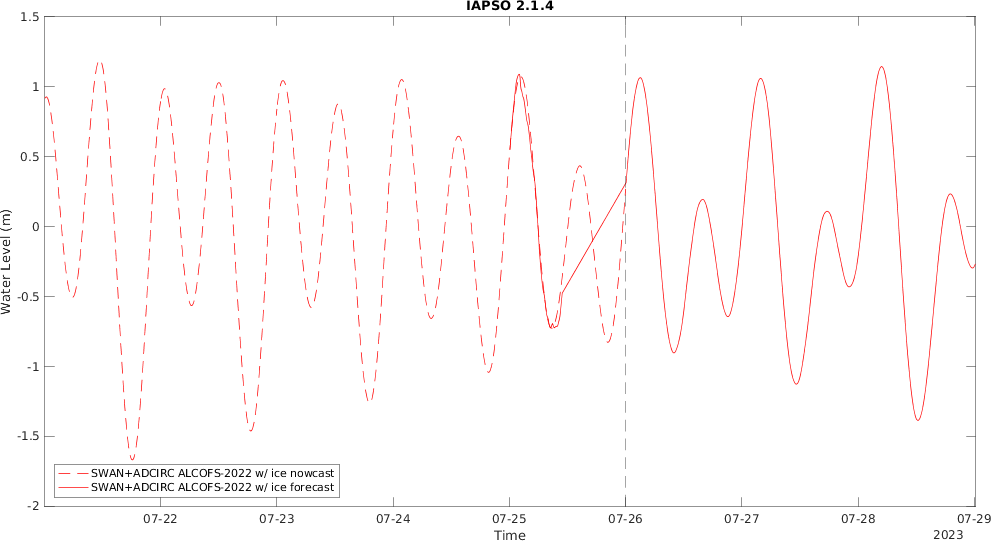 IAPSO 2.1.4
1.5
1
0.5
0
-0.5
-1
-1.5
-2
Water Level (m)
SWAN+ADCIRC ALCOFS-2022 w/ ice nowcast
SWAN+ADCIRC ALCOFS-2022 w/ ice forecast
07-22 07-23 07-24 07-25 07-26 07-27 07-28 07-29
Time
2023